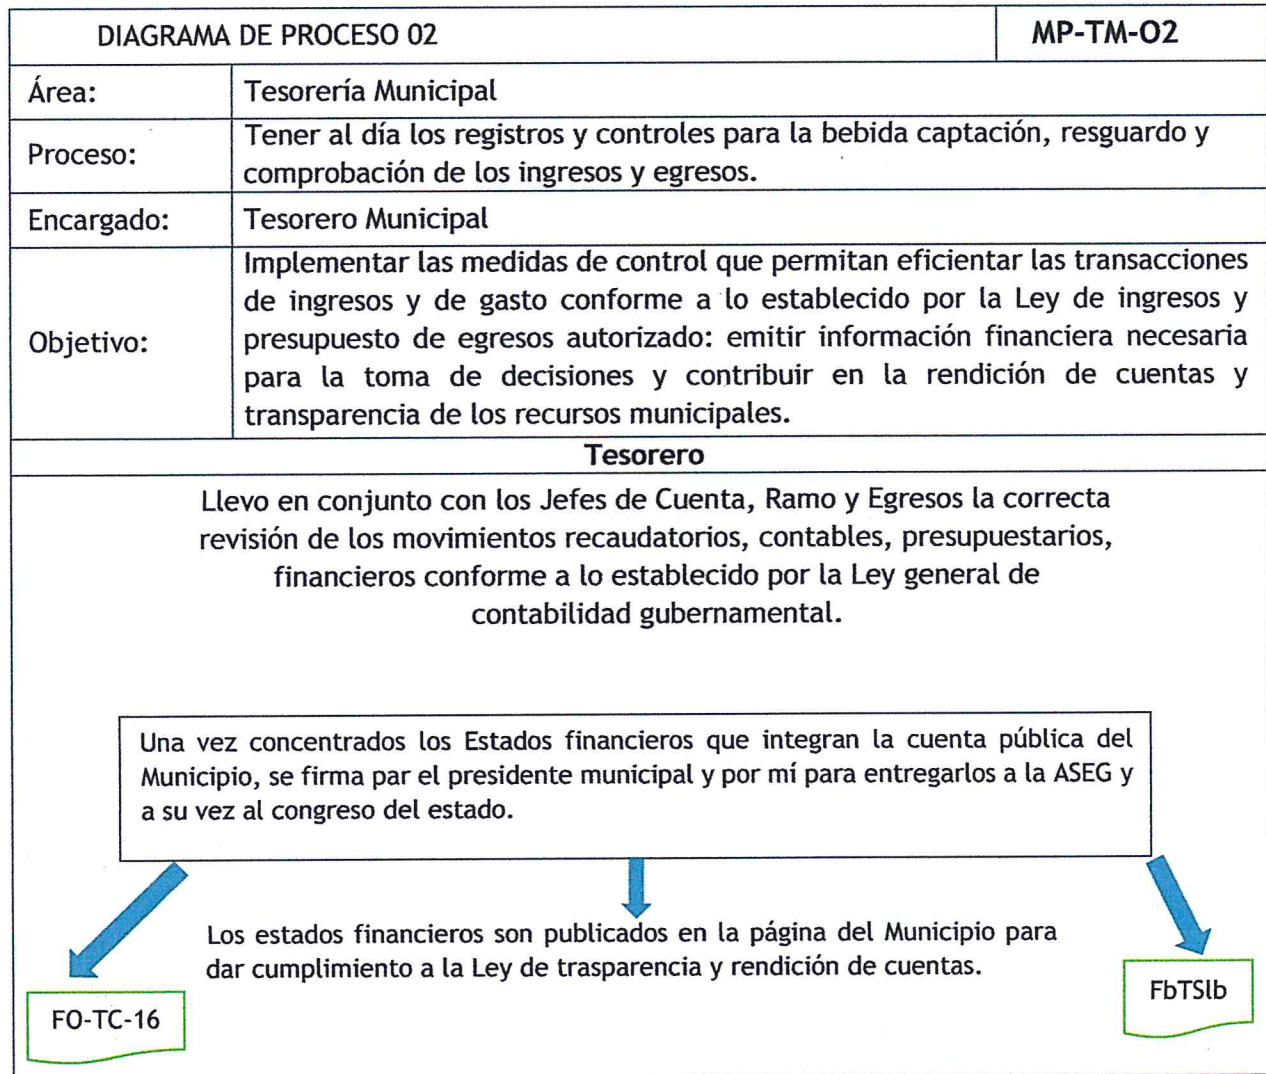 DIAGRAMA DE PROCESO 02
MP-TM-O2
Área:
Tesorería Municipal
Proceso:
Tener al día los registros y controles para la bebida captación, resguardo y
comprobación de los ingresos y egresos.
Encargado:
Tesorero Municipal
Objetivo:
Implementar las medidas de control que permitan eficientar las transacciones
de ingresos y de gasto conforme a lo establecido por la Ley de ingresos y
presupuesto de egresos autorizado: emitir información financiera necesaria
para la toma de decisiones y contribuir en la rendición de cuentas y
transparencia de los recursos municipales.
Tesorero
Llevo en conjunto con los Jefes de Cuenta, Ramo y Egresos la correcta
revisión de los movimientos recaudatorios, contables, presupuestarios,
financieros conforme a lo establecido por la Ley general de
contabilidad gubernamental.
Una vez concentrados los Estados financieros que integran la cuenta pública del
Municipio, se firma par el presidente municipal y por mí para entregarlos a la ASEG y
a su vez al congreso del estado.
Los estados financieros son publicados en la página del Municipio para
dar cumplimiento a la Ley de trasparencia y rendición de cuentas.
FO-TC-16
FbTSlb